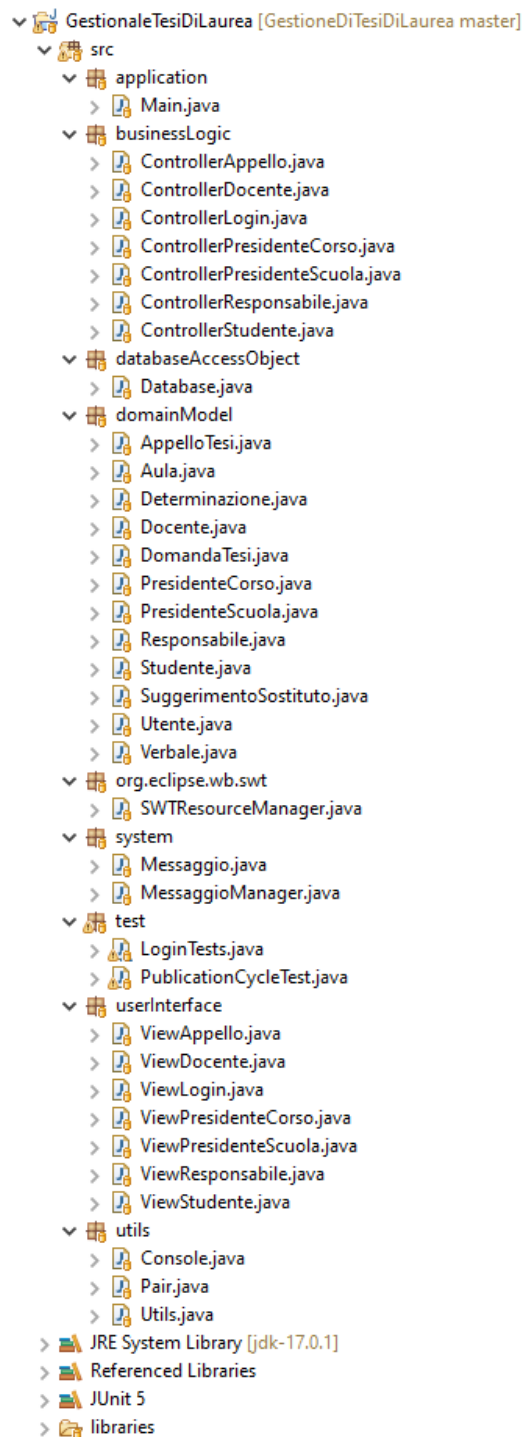 GestionaleTesiDiLaurea [GestioneDiTesiDiLaurea master]
src
application
Main.java
businessLogic
ControllerAppello.java
ControllerDocente.java
ControllerLogin.java
ControllerPresidenteCorso.java
ControllerPresidenteScuola.java
ControllerResponsabile.java
ControllerStudente.java
databaseAccessObject
Database.java
domainModel
AppelloTesi.java
Aula.java
Determinazione.java
Docente.java
DomandaTesi.java
PresidenteCorso.java
PresidenteScuola.java
Responsabile.java
Studente.java
SuggerimentoSostituto.java
Utente.java
Verbale.java
org.eclipse.wb.swt
SWTResourceManager.java
system
Messaggio.java
MessaggioManager.java
test
LoginTests.java
PublicationCycleTest.java
userInterface
ViewAppello.java
ViewDocente.java
ViewLogin.java
ViewPresidenteCorso.java
ViewPresidenteScuola.java
ViewResponsabile.java
ViewStudente.java
utils
Console.java
Pair.java
Utils.java
JRE System Library [jdk-17.0.1]
Referenced Libraries
JUnit 5
libraries